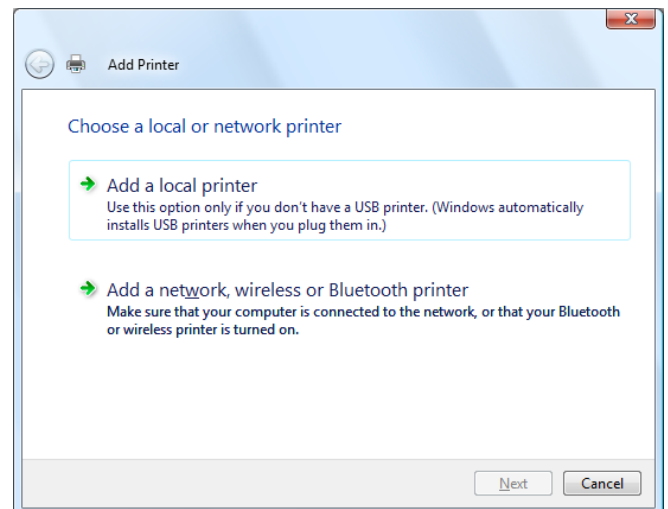 Add Printer
Choose a local or network printer
Add a local printer
Use this option only if you don't have a USB printer. (Windows automatically
installs USB printers when you plug them in.)
Add a network, wireless or Bluetooth printer
Make sure that your computer is connected to the network, or that your Bluetooth
or wireless printer is turned on.
Next Cancel